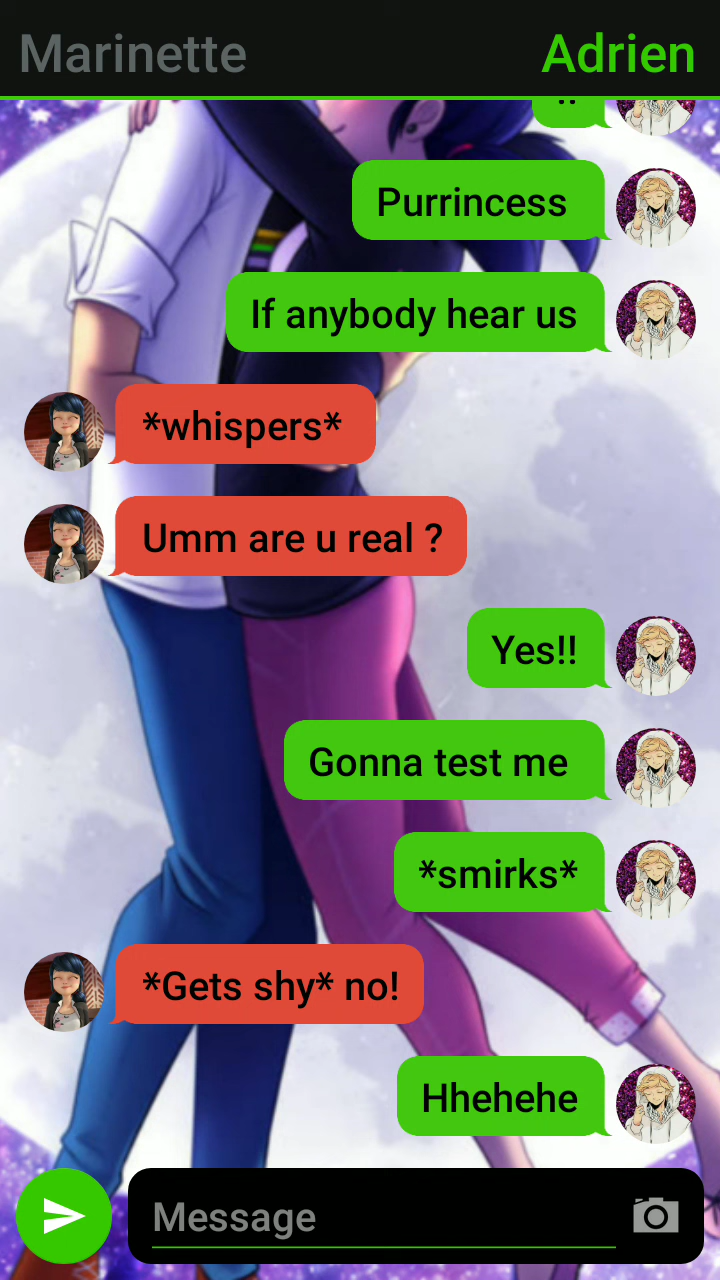 Marinette Adrien
Purrincess
If anybody hear us
*whispers*
Umm are u real ?
Yes!!
Gonna test me
*smirks*
*Gets shy* no!
Hhehehe
Message